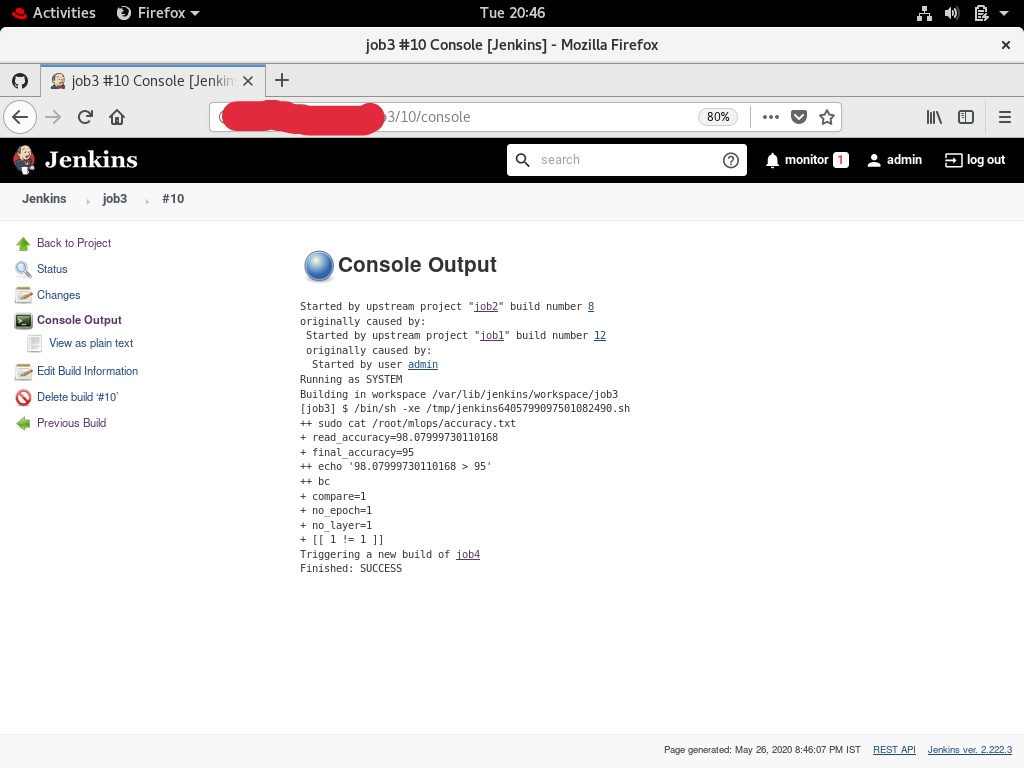 Activities Firefox Tue 20:46
job3 #10 Console [Jenkins] - Mozilla Firefox
job3 #10 Console [Jenkin
3/10/console 80%
Jenkins search monitor 1 admin log out
Jenkins job3 #10
Back to Project
Status
Changes
Console Output
View as plain text
Edit Build Information
Delete build ‘#10’
Previous Build
Console Output
Started by upstream project "job2" build number 8
originally caused by:
Started by upstream project "job1" build number 12
originally caused by:
Started by user admin
Running as SYSTEM
Building in workspace /var/lib/jenkins/workspace/job3
[job3] $ /bin/sh -xe /tmp/jenkins6405799097501082490.sh
++ sudo cat /root/mlops/accuracy.txt
+ read_accuracy=98.07999730110168
+ final_accuracy=95
++ echo '98.07999730110168 > 95'
++ bc
+ compare=1
+ no_epoch=1
+ no_layer=1
+ [[ 1 != 1 ]]
Triggering a new build of job4
Finished: SUCCESS
Page generated: May 26, 2020 8:46:07 PM IST REST API Jenkins ver. 2.222.3